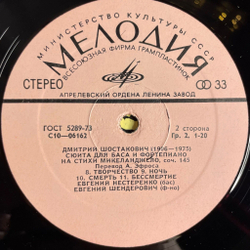 МИНИСТЕРСТВО КУЛЬТУРЫ СССР
МЕЛОДИЯ
ВСЕСОЮЗНАЯ ФИРМА ГРАМПЛАСТИНОК
СТЕРЕО
33
АПРЕЛЕВСКИЙ ОРДЕНА ЛЕНИНА ЗАВОД
ГОСТ 5289-73
С10—06162
2 сторона
Гр. 2. 1-20
ДМИТРИЙ ШОСТАКОВИЧ (1906—1975)
СЮИТА ДЛЯ БАСА И ФОРТЕПИАНО
НА СТИХИ МИКЕЛАНДЖЕЛО, соч. 145
Перевод А. Эфроса
8. ТВОРЧЕСТВО 9. НОЧЬ
10. СМЕРТЬ 11. БЕССМЕРТИЕ
ЕВГЕНИЙ НЕСТЕРЕНКО (бас)
ЕВГЕНИЙ ШЕНДЕРОВИЧ (ф-но)